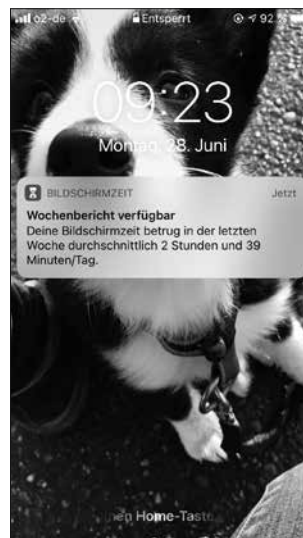 o2-de Entsperrt 92 %
09:23
Montag, 28. Juni
BILDSCHIRMZEIT Jetzt
Wochenbericht verfügbar
Deine Bildschirmzeit betrug in der letzten
Woche durchschnittlich 2 Stunden und 39
Minuten/Tag.
Home-Taste